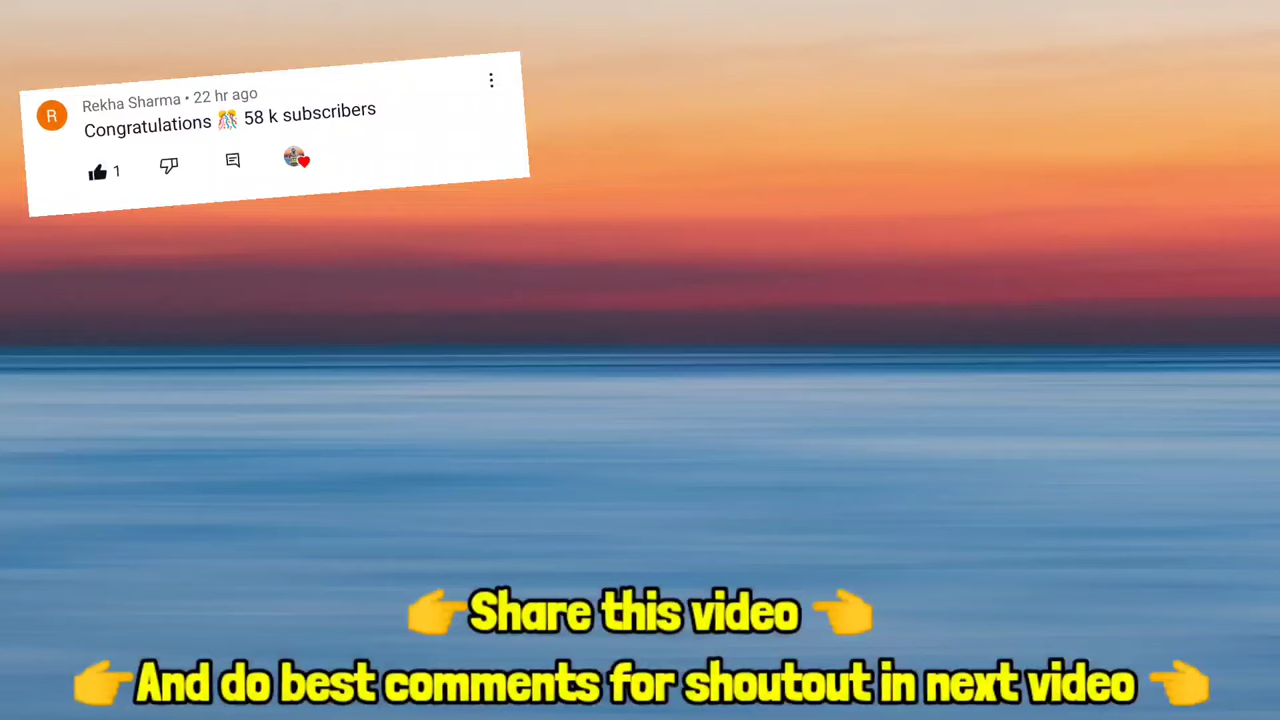 R
Rekha Sharma • 22 hr ago
Congratulations 🎊 58 k subscribers
1
👉Share this video 👈
👉And do best comments for shoutout in next video 👈